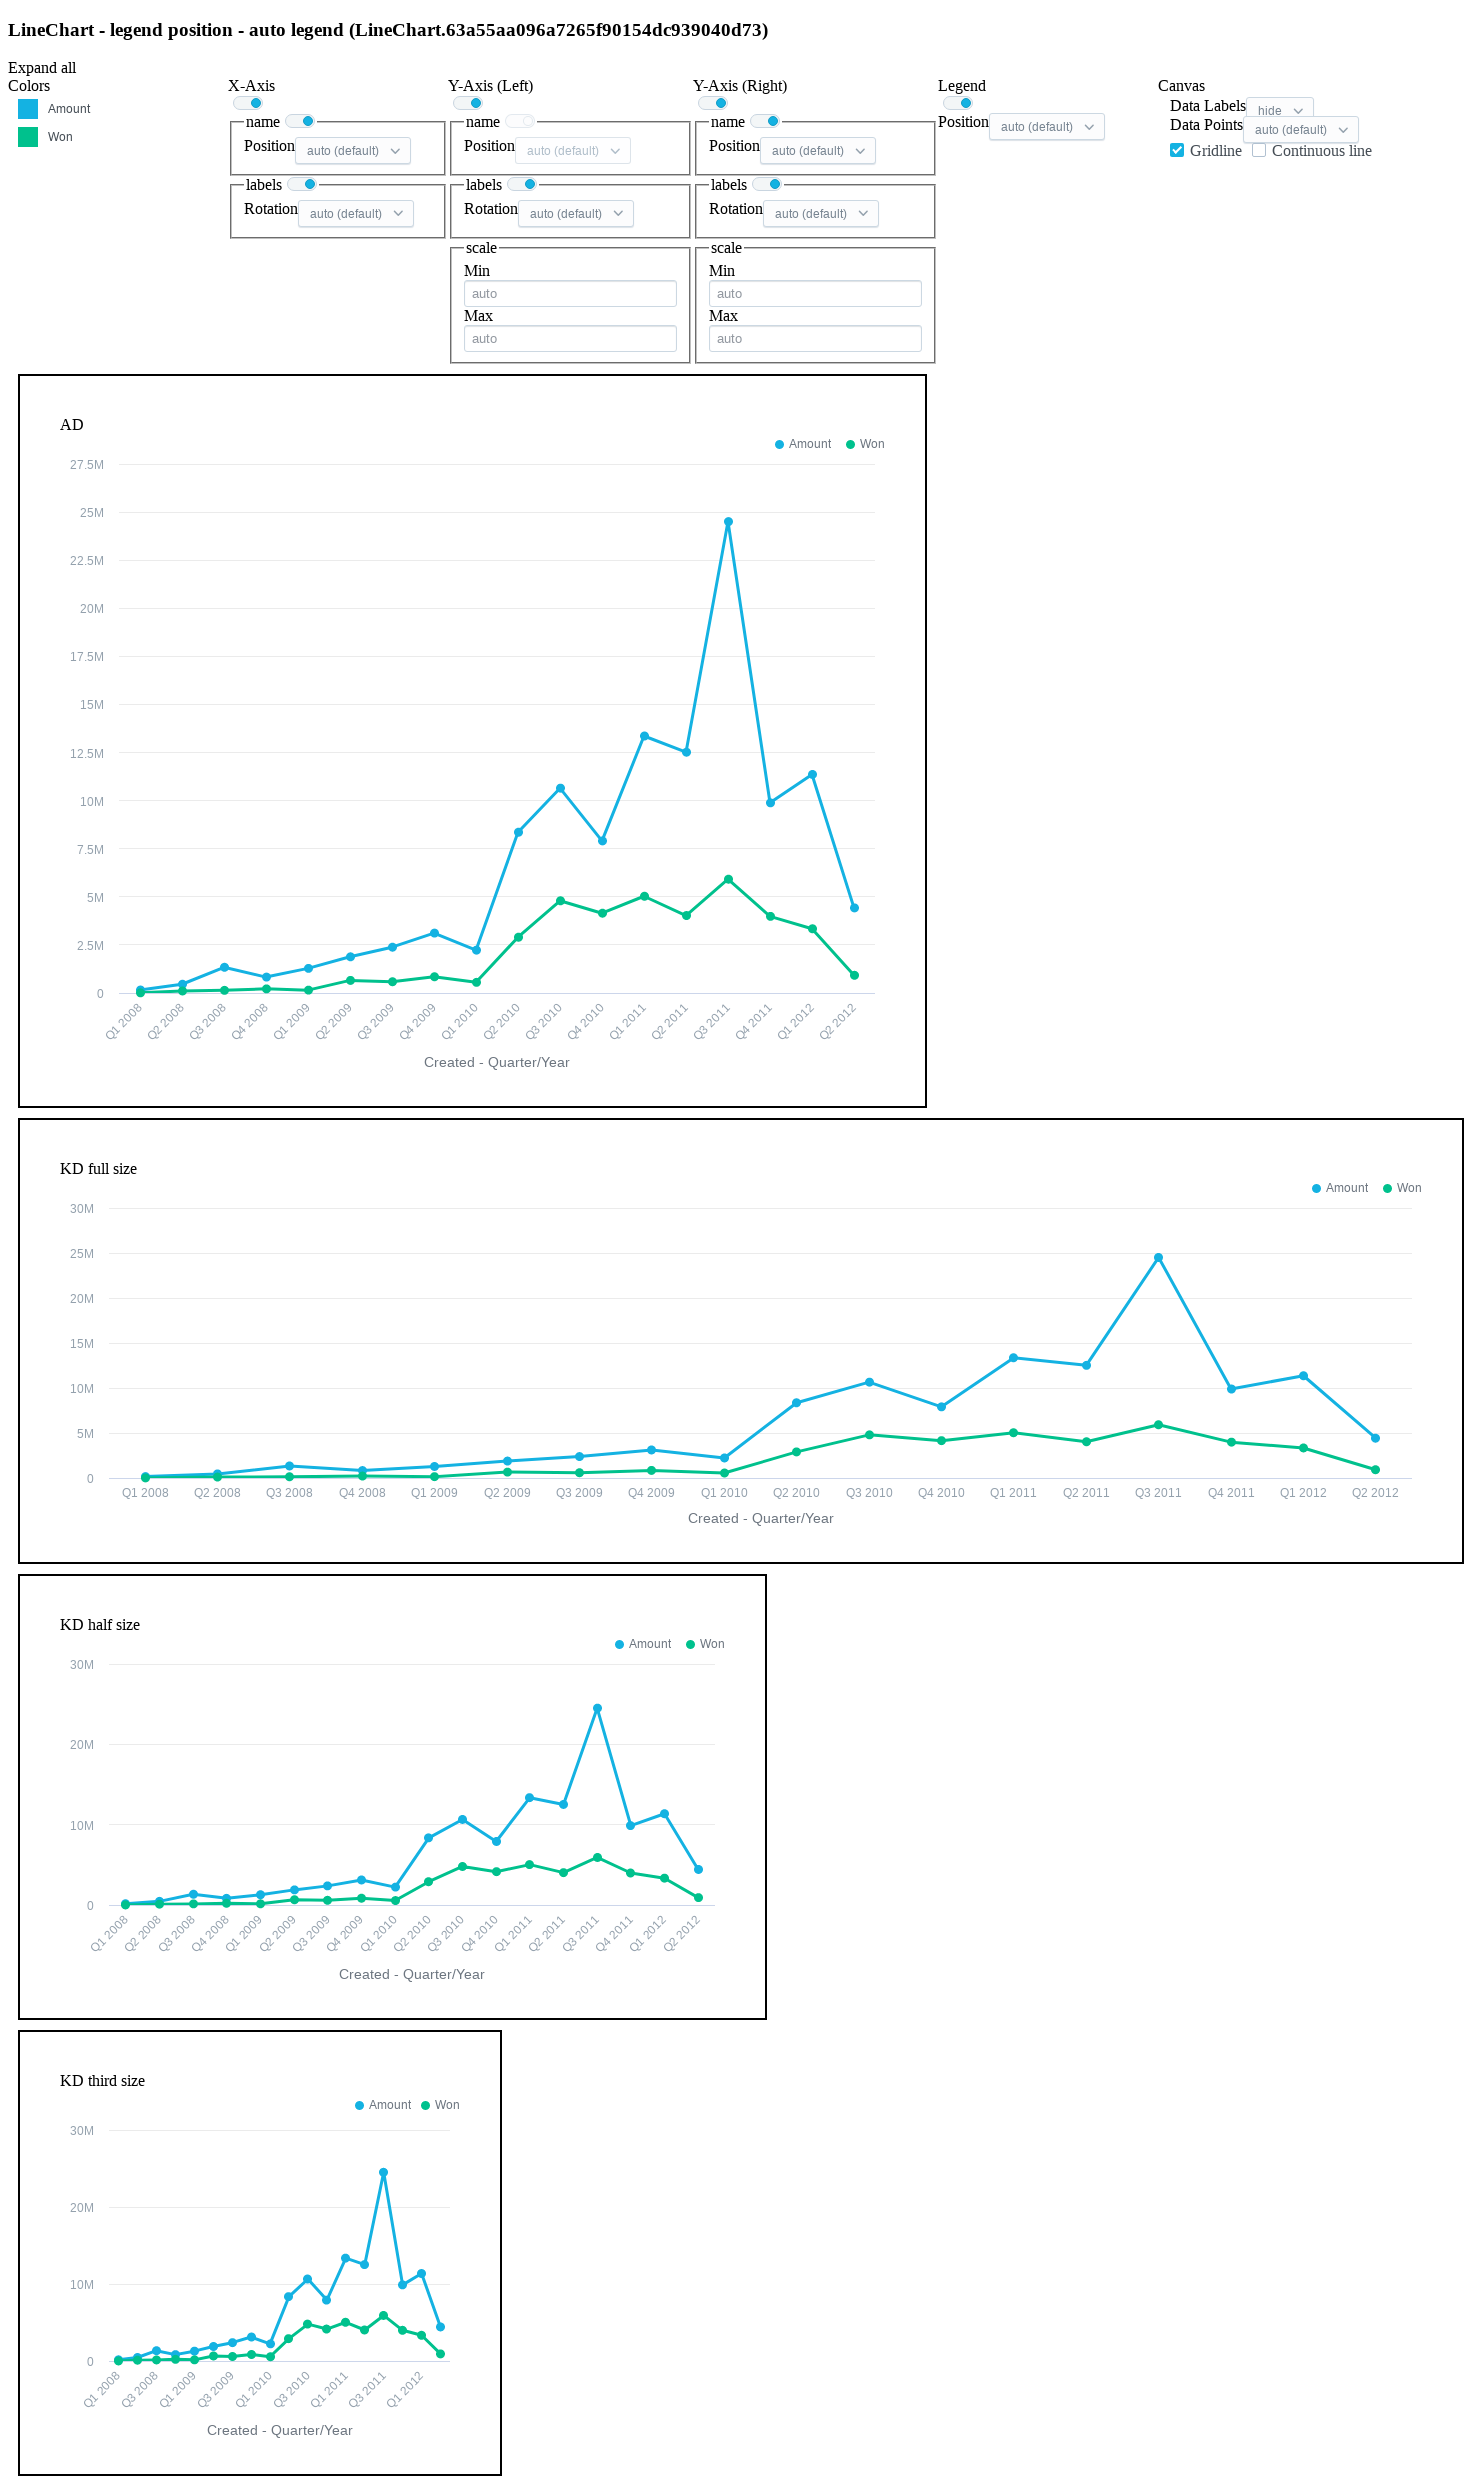 LineChart - legend position - auto legend (LineChart.63a55aa096a7265f90154dc939040d73)
Expand all
Colors
Amount
Won
X-Axis
name
Position auto (default)
labels
Rotation auto (default)
Y-Axis (Left)
name
Position auto (default)
labels
Rotation auto (default)
scale
Min
auto
Max
auto
Y-Axis (Right)
name
Position auto (default)
labels
Rotation auto (default)
scale
Min
auto
Max
auto
Legend
Position auto (default)
Canvas
Data Labels hide
Data Points auto (default)
Gridline Continuous line
AD
Amount Won
27.5M
25M
22.5M
20M
17.5M
15M
12.5M
10M
7.5M
5M
2.5M
0
Q1 2008 Q2 2008 Q3 2008 Q4 2008 Q1 2009 Q2 2009 Q3 2009 Q4 2009 Q1 2010 Q2 2010 Q3 2010 Q4 2010 Q1 2011 Q2 2011 Q3 2011 Q4 2011 Q1 2012 Q2 2012
Created - Quarter/Year
KD full size
Amount Won
30M
25M
20M
15M
10M
5M
0
Q1 2008 Q2 2008 Q3 2008 Q4 2008 Q1 2009 Q2 2009 Q3 2009 Q4 2009 Q1 2010 Q2 2010 Q3 2010 Q4 2010 Q1 2011 Q2 2011 Q3 2011 Q4 2011 Q1 2012 Q2 2012
Created - Quarter/Year
KD half size
Amount Won
30M
20M
10M
0
Q1 2008 Q2 2008 Q3 2008 Q4 2008 Q1 2009 Q2 2009 Q3 2009 Q4 2009 Q1 2010 Q2 2010 Q3 2010 Q4 2010 Q1 2011 Q2 2011 Q3 2011 Q4 2011 Q1 2012 Q2 2012
Created - Quarter/Year
KD third size
Amount Won
30M
20M
10M
0
Q1 2008 Q3 2008 Q1 2009 Q3 2009 Q1 2010 Q3 2010 Q1 2011 Q3 2011 Q1 2012
Created - Quarter/Year